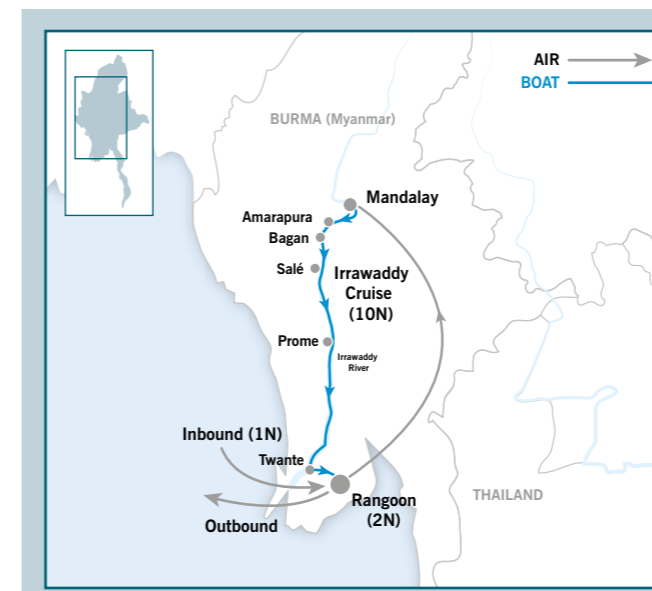 AIR
BOAT
BURMA (Myanmar)
Mandalay
Amarapura
Bagan
Salé
Irrawaddy
Cruise
(10N)
Prome
Irrawaddy
River
Inbound (1N)
Twante
Rangoon
(2N)
Outbound
THAILAND